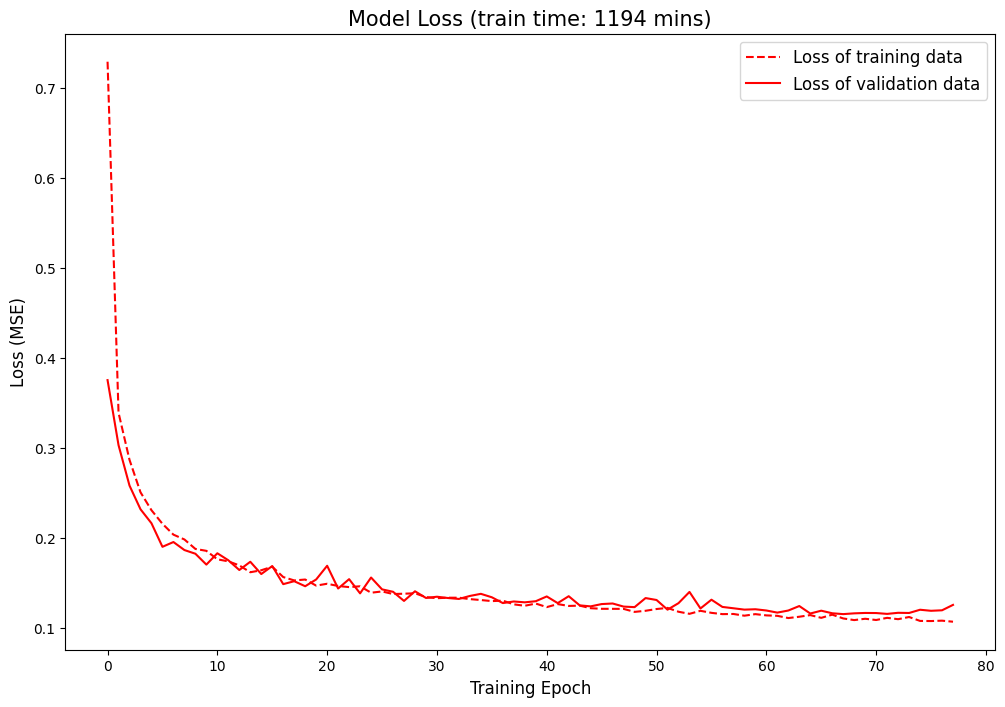 Model Loss (train time: 1194 mins)
Loss of training data
Loss of validation data
Loss (MSE)
0.7
0.6
0.5
0.4
0.3
0.2
0.1
0 10 20 30 40 50 60 70 80
Training Epoch